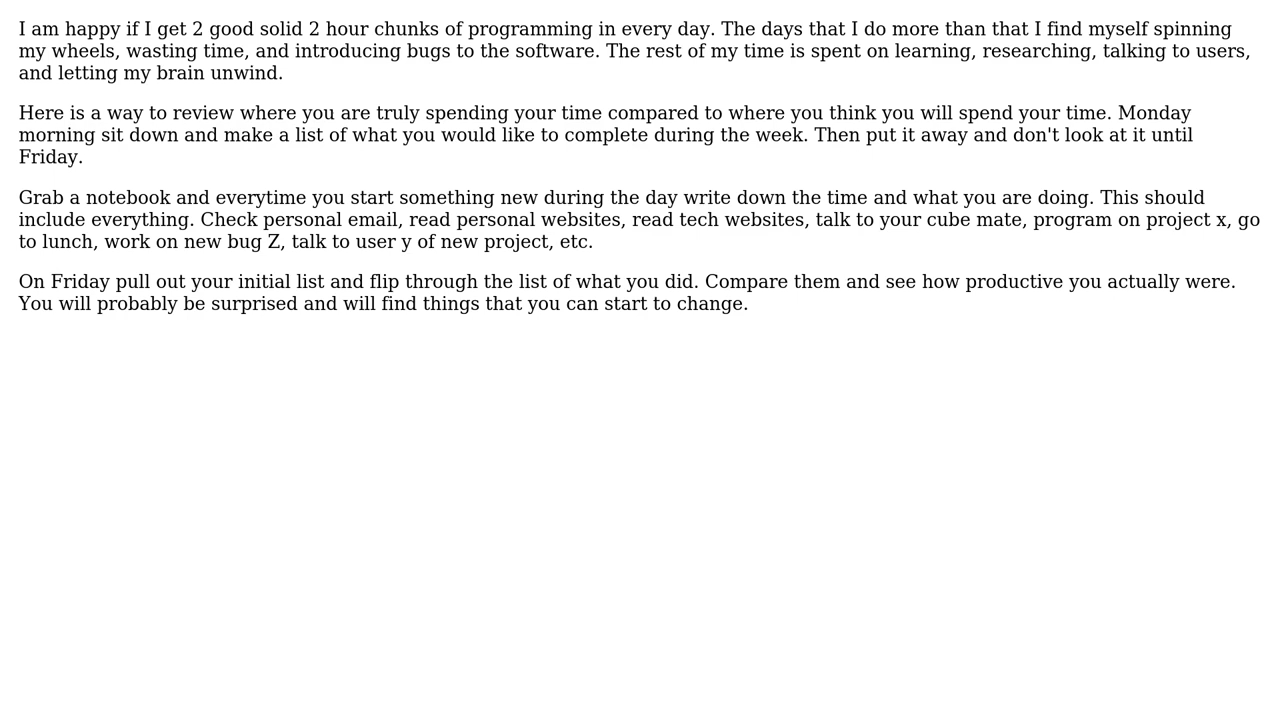 I am happy if I get 2 good solid 2 hour chunks of programming in every day. The days that I do more than that I find myself spinning
my wheels, wasting time, and introducing bugs to the software. The rest of my time is spent on learning, researching, talking to users,
and letting my brain unwind.
Here is a way to review where you are truly spending your time compared to where you think you will spend your time. Monday
morning sit down and make a list of what you would like to complete during the week. Then put it away and don't look at it until
Friday.
Grab a notebook and everytime you start something new during the day write down the time and what you are doing. This should
include everything. Check personal email, read personal websites, read tech websites, talk to your cube mate, program on project x, go
to lunch, work on new bug Z, talk to user y of new project, etc.
On Friday pull out your initial list and flip through the list of what you did. Compare them and see how productive you actually were.
You will probably be surprised and will find things that you can start to change.